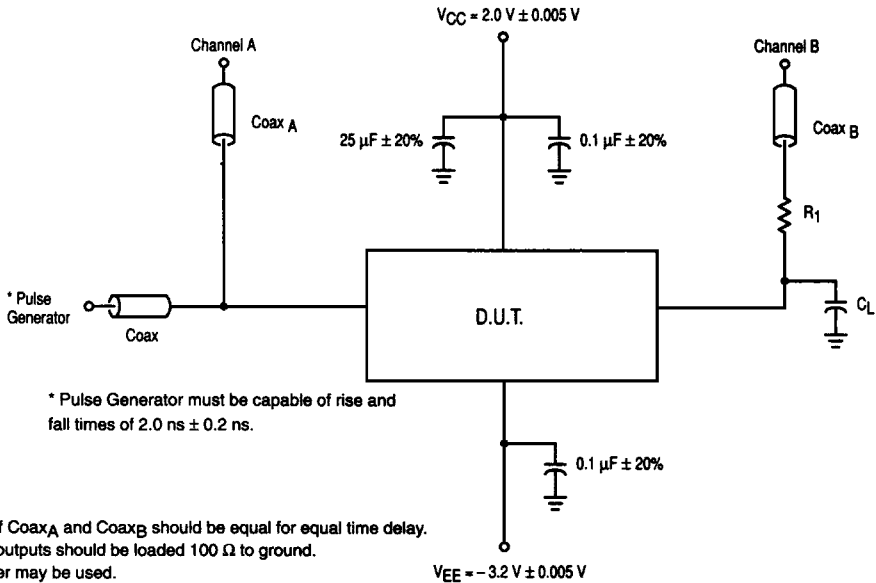 V_CC = 2.0 V ± 0.005 V
Channel A
Channel B
Coax A
Coax B
25 µF ± 20%
0.1 µF ± 20%
R1
* Pulse
Generator
Coax
D.U.T.
CL
* Pulse Generator must be capable of rise and
fall times of 2.0 ns ± 0.2 ns.
0.1 µF ± 20%
CoaxA and CoaxB should be equal for equal time delay.
outputs should be loaded 100 Ω to ground.
may be used.
VEE = – 3.2 V ± 0.005 V